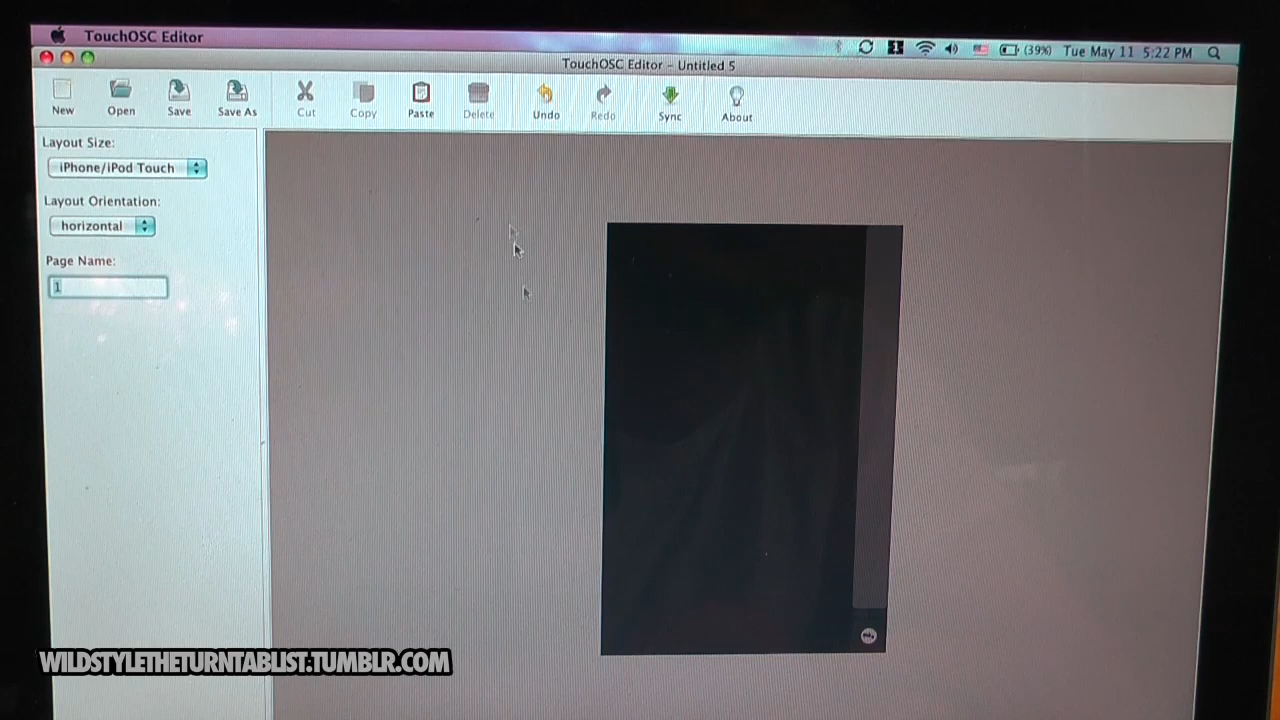 TouchOSC Editor
(39%) Tue May 11 5:22 PM
TouchOSC Editor - Untitled 5
New Open Save Save As Cut Copy Paste Delete Undo Redo Sync About
Layout Size:
iPhone/iPod Touch
Layout Orientation:
horizontal
Page Name:
1
WILDSTYLETHETURNTABLIST.TUMBLR.COM